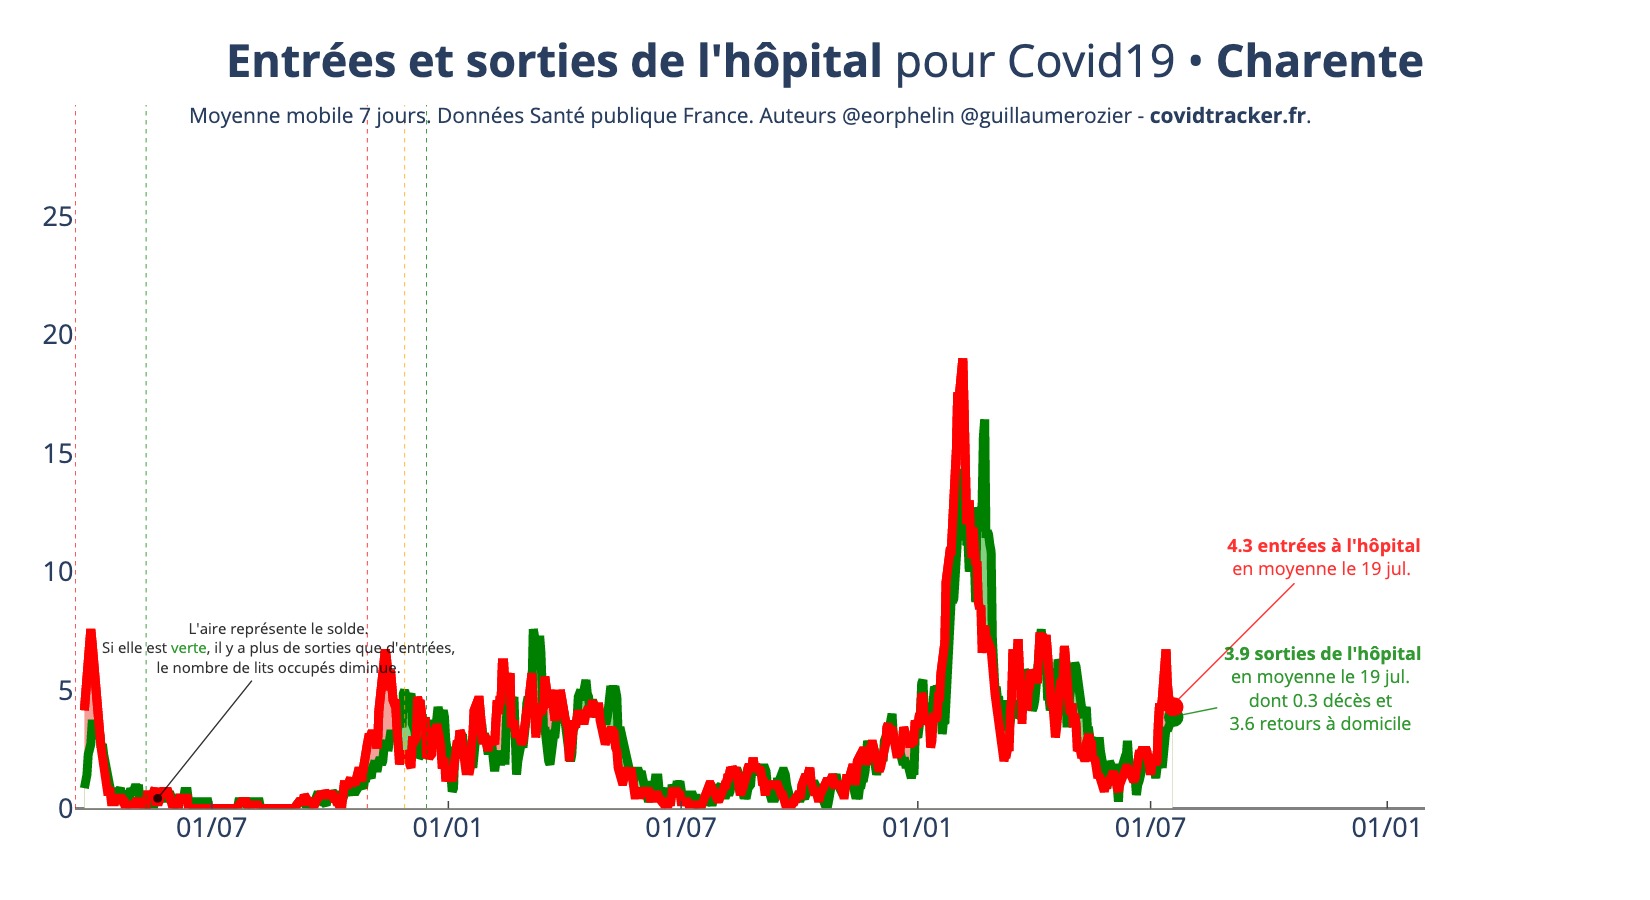 Entrées et sorties de l'hôpital pour Covid19 • Charente
Moyenne mobile 7 jours. Données Santé publique France. Auteurs @eorphelin @guillaumerozier - covidtracker.fr.
25
20
15
10
5
0
L'aire représente le solde.
Si elle est verte, il y a plus de sorties que d'entrées,
le nombre de lits occupés diminue.
4.3 entrées à l'hôpital
en moyenne le 19 jul.
3.9 sorties de l'hôpital
en moyenne le 19 jul.
dont 0.3 décès et
3.6 retours à domicile
01/07
01/01
01/07
01/01
01/07
01/01